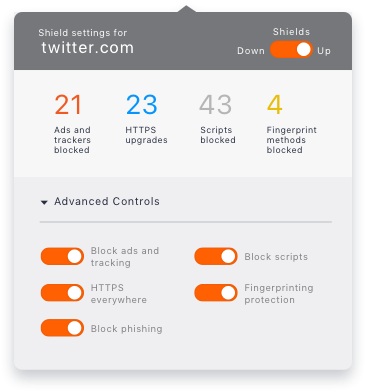 Shield settings for
twitter.com
Shields
Down
Up
21
23
43
4
Ads and
trackers
blocked
HTTPS
upgrades
Scripts
blocked
Fingerprint
methods
blocked
Advanced Controls
Block ads and
tracking
Block scripts
HTTPS
everywhere
Fingerprinting
protection
Block phishing